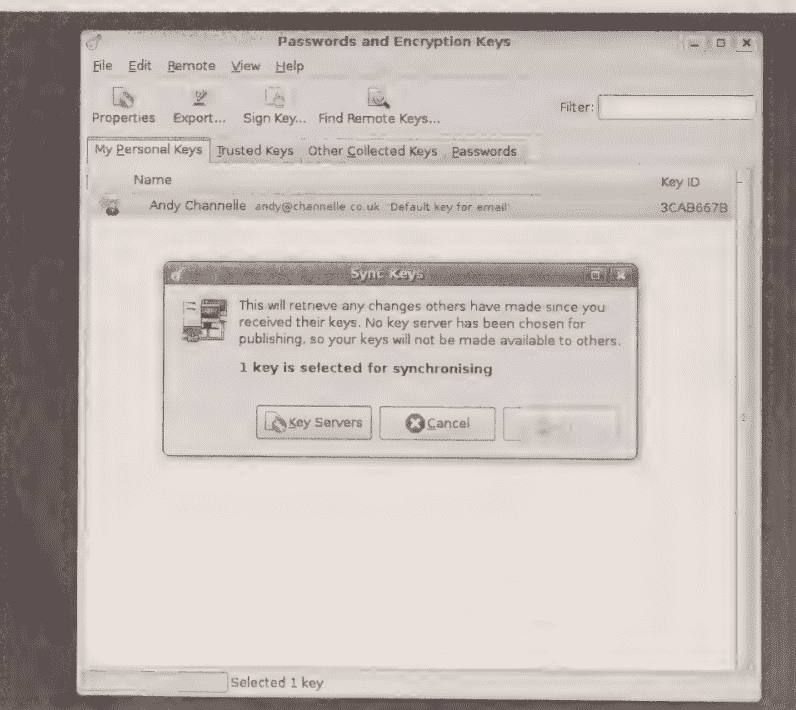 Passwords and Encryption Keys
File Edit Remote View Help
Properties Export... Sign Key... Find Remote Keys... Filter:
My Personal Keys Trusted Keys Other Collected Keys Passwords
Name Key ID
Andy Channelle andy@channelle.co.uk 'Default key for email' 3CAB667B
Sync Keys
This will retrieve any changes others have made since you
received their keys. No key server has been chosen for
publishing, so your keys will not be made available to others.
1 key is selected for synchronising
Key Servers Cancel
Selected 1 key